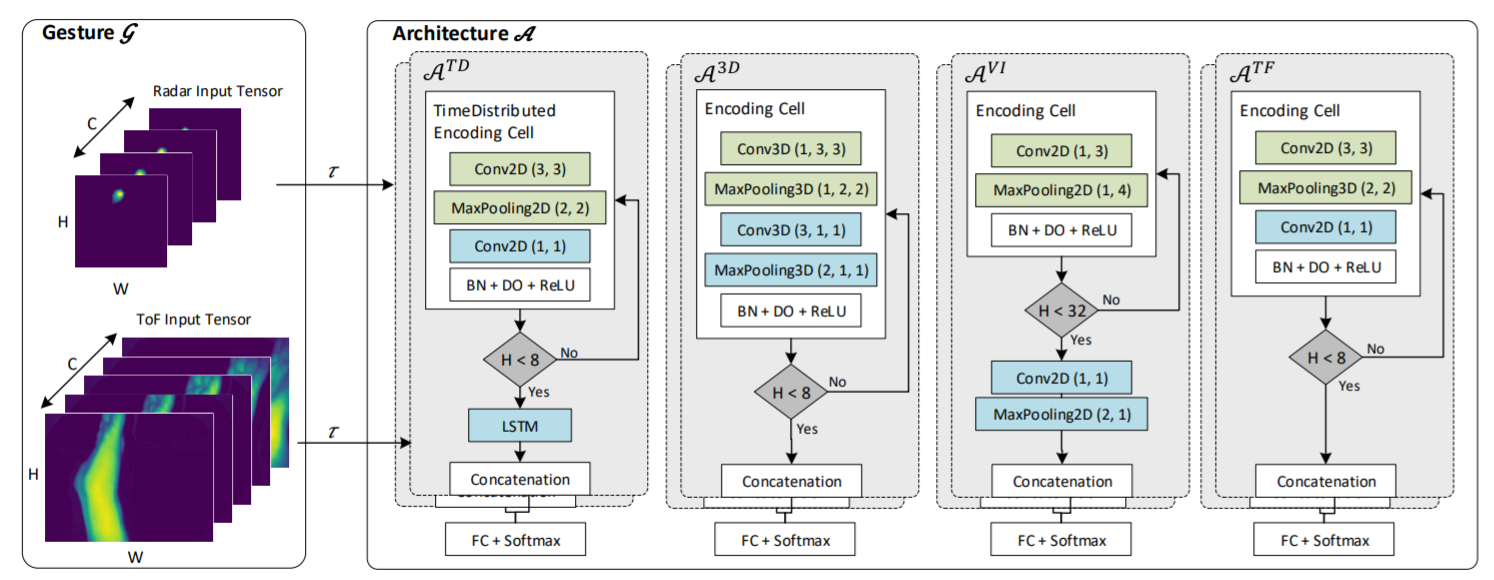 Gesture 𝒢
Radar Input Tensor
C
H
W
ToF Input Tensor
C
H
W
τ
τ
Architecture 𝒜
𝒜^TD
TimeDistributed
Encoding Cell
Conv2D (3, 3)
MaxPooling2D (2, 2)
Conv2D (1, 1)
BN + DO + ReLU
H < 8
No
Yes
LSTM
Concatenation
Concatenation
FC + Softmax
𝒜^3D
Encoding Cell
Conv3D (1, 3, 3)
MaxPooling3D (1, 2, 2)
Conv3D (3, 1, 1)
MaxPooling3D (2, 1, 1)
BN + DO + ReLU
H < 8
No
Yes
Concatenation
FC + Softmax
𝒜^VI
Encoding Cell
Conv2D (1, 3)
MaxPooling2D (1, 4)
BN + DO + ReLU
H < 32
No
Yes
Conv2D (1, 1)
MaxPooling2D (2, 1)
Concatenation
FC + Softmax
𝒜^TF
Encoding Cell
Conv2D (3, 3)
MaxPooling3D (2, 2)
Conv2D (1, 1)
BN + DO + ReLU
H < 8
No
Yes
Concatenation
FC + Softmax